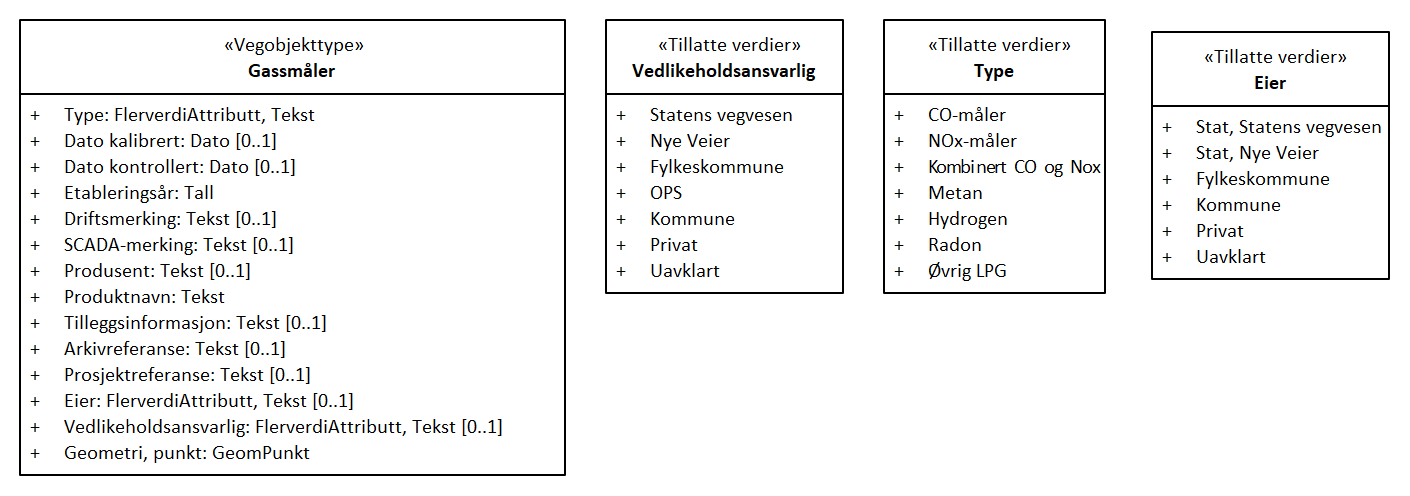 «Vegobjekttype»
Gassmåler
+ Type: FlerverdiAttributt, Tekst
+ Dato kalibrert: Dato [0..1]
+ Dato kontrollert: Dato [0..1]
+ Etableringsår: Tall
+ Driftsmerking: Tekst [0..1]
+ SCADA-merking: Tekst [0..1]
+ Produsent: Tekst [0..1]
+ Produktnavn: Tekst
+ Tilleggsinformasjon: Tekst [0..1]
+ Arkivreferanse: Tekst [0..1]
+ Prosjektreferanse: Tekst [0..1]
+ Eier: FlerverdiAttributt, Tekst [0..1]
+ Vedlikeholdsansvarlig: FlerverdiAttributt, Tekst [0..1]
+ Geometri, punkt: GeomPunkt
«Tillatte verdier»
Vedlikeholdsansvarlig
+ Statens vegvesen
+ Nye Veier
+ Fylkeskommune
+ OPS
+ Kommune
+ Privat
+ Uavklart
«Tillatte verdier»
Type
+ CO-måler
+ NOx-måler
+ Kombinert CO og Nox
+ Metan
+ Hydrogen
+ Radon
+ Øvrig LPG
«Tillatte verdier»
Eier
+ Stat, Statens vegvesen
+ Stat, Nye Veier
+ Fylkeskommune
+ Kommune
+ Privat
+ Uavklart